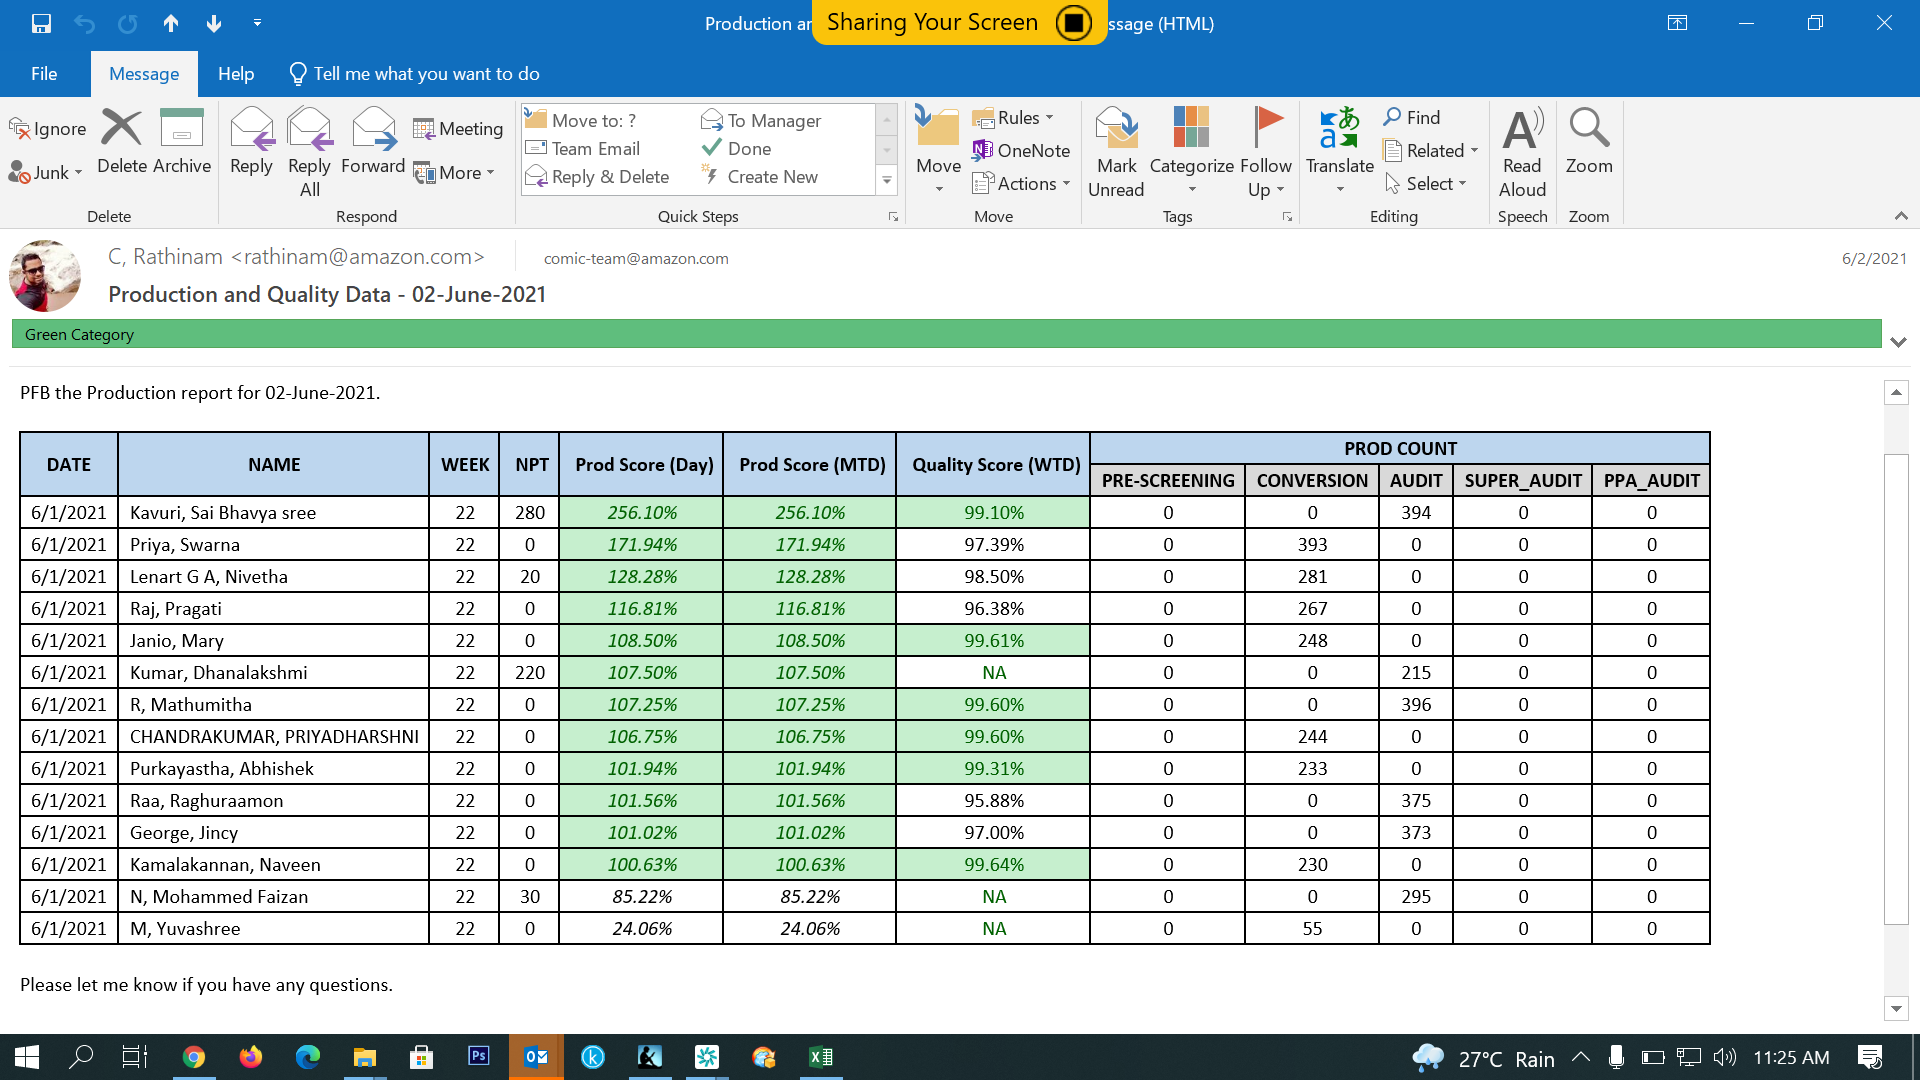 Production ar
Sharing Your Screen
ssage (HTML)
File
Message
Help
Tell me what you want to do
Ignore
Junk
Delete
Archive
Delete
Reply
Reply All
Forward
Meeting
More
Respond
Move to: ?
To Manager
Team Email
Done
Reply & Delete
Create New
Quick Steps
Move
Rules
OneNote
Actions
Move
Mark Unread
Categorize
Follow Up
Tags
Translate
Find
Related
Select
Editing
Read Aloud
Speech
Zoom
Zoom
C, Rathinam <rathinam@amazon.com>
comic-team@amazon.com
6/2/2021
Production and Quality Data - 02-June-2021
Green Category
PFB the Production report for 02-June-2021.
DATE NAME WEEK NPT Prod Score (Day) Prod Score (MTD) Quality Score (WTD) PROD COUNT
PRE-SCREENING CONVERSION AUDIT SUPER_AUDIT PPA_AUDIT
6/1/2021 Kavuri, Sai Bhavya sree 22 280 256.10% 256.10% 99.10% 0 0 394 0 0
6/1/2021 Priya, Swarna 22 0 171.94% 171.94% 97.39% 0 393 0 0 0
6/1/2021 Lenart G A, Nivetha 22 20 128.28% 128.28% 98.50% 0 281 0 0 0
6/1/2021 Raj, Pragati 22 0 116.81% 116.81% 96.38% 0 267 0 0 0
6/1/2021 Janio, Mary 22 0 108.50% 108.50% 99.61% 0 248 0 0 0
6/1/2021 Kumar, Dhanalakshmi 22 220 107.50% 107.50% NA 0 0 215 0 0
6/1/2021 R, Mathumitha 22 0 107.25% 107.25% 99.60% 0 0 396 0 0
6/1/2021 CHANDRAKUMAR, PRIYADHARSHNI 22 0 106.75% 106.75% 99.60% 0 244 0 0 0
6/1/2021 Purkayastha, Abhishek 22 0 101.94% 101.94% 99.31% 0 233 0 0 0
6/1/2021 Raa, Raghuraamon 22 0 101.56% 101.56% 95.88% 0 0 375 0 0
6/1/2021 George, Jincy 22 0 101.02% 101.02% 97.00% 0 0 373 0 0
6/1/2021 Kamalakannan, Naveen 22 0 100.63% 100.63% 99.64% 0 230 0 0 0
6/1/2021 N, Mohammed Faizan 22 30 85.22% 85.22% NA 0 0 295 0 0
6/1/2021 M, Yuvashree 22 0 24.06% 24.06% NA 0 55 0 0 0
Please let me know if you have any questions.
27°C Rain
11:25 AM